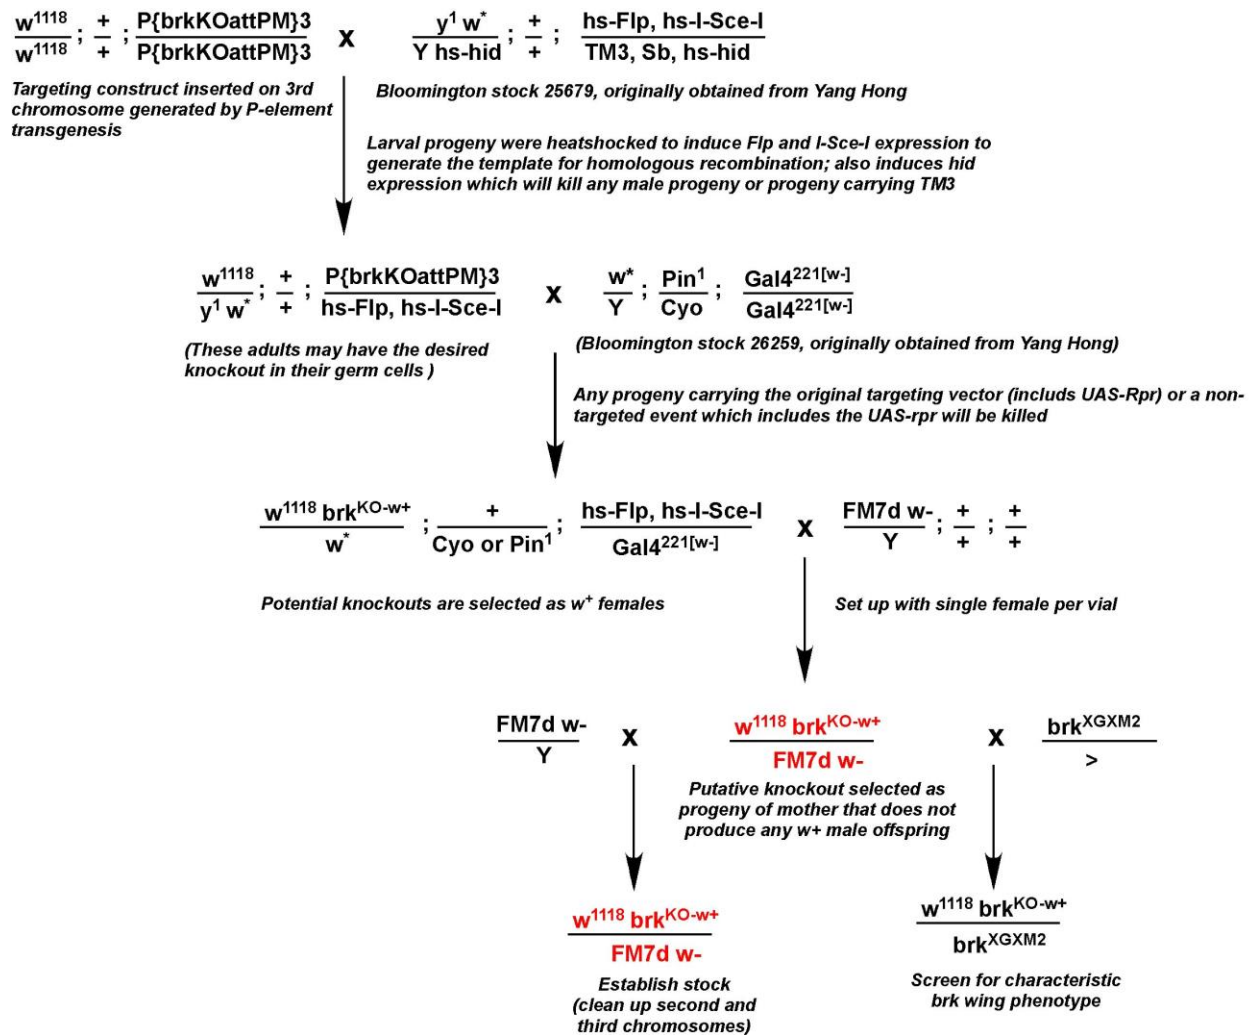 w1118 / w1118 ; + / + ; P{brkKOattPM}3 / P{brkKOattPM}3 x y1 w* / Y hs-hid ; + / + ; hs-Flp, hs-I-Sce-I / TM3, Sb, hs-hid
Targeting construct inserted on 3rd
chromosome generated by P-element
transgenesis
Bloomington stock 25679, originally obtained from Yang Hong
Larval progeny were heatshocked to induce Flp and I-Sce-I expression to
generate the template for homologous recombination; also induces hid
expression which will kill any male progeny or progeny carrying TM3
w1118 / y1 w* ; + / + ; P{brkKOattPM}3 / hs-Flp, hs-I-Sce-I x w* / Y ; Pin1 / Cyo ; Gal4221[w-] / Gal4221[w-]
(These adults may have the desired
knockout in their germ cells )
(Bloomington stock 26259, originally obtained from Yang Hong)
Any progeny carrying the original targeting vector (includs UAS-Rpr) or a non-
targeted event which includes the UAS-rpr will be killed
w1118 brkKO-w+ / w* ; + / Cyo or Pin1 ; hs-Flp, hs-I-Sce-I / Gal4221[w-] x FM7d w- / Y ; + / + ; + / +
Potential knockouts are selected as w+ females
Set up with single female per vial
FM7d w- / Y x w1118 brkKO-w+ / FM7d w- x brkXGXM2 / >
Putative knockout selected as
progeny of mother that does not
produce any w+ male offspring
w1118 brkKO-w+ / FM7d w-
Establish stock
(clean up second and
third chromosomes)
w1118 brkKO-w+ / brkXGXM2
Screen for characteristic
brk wing phenotype